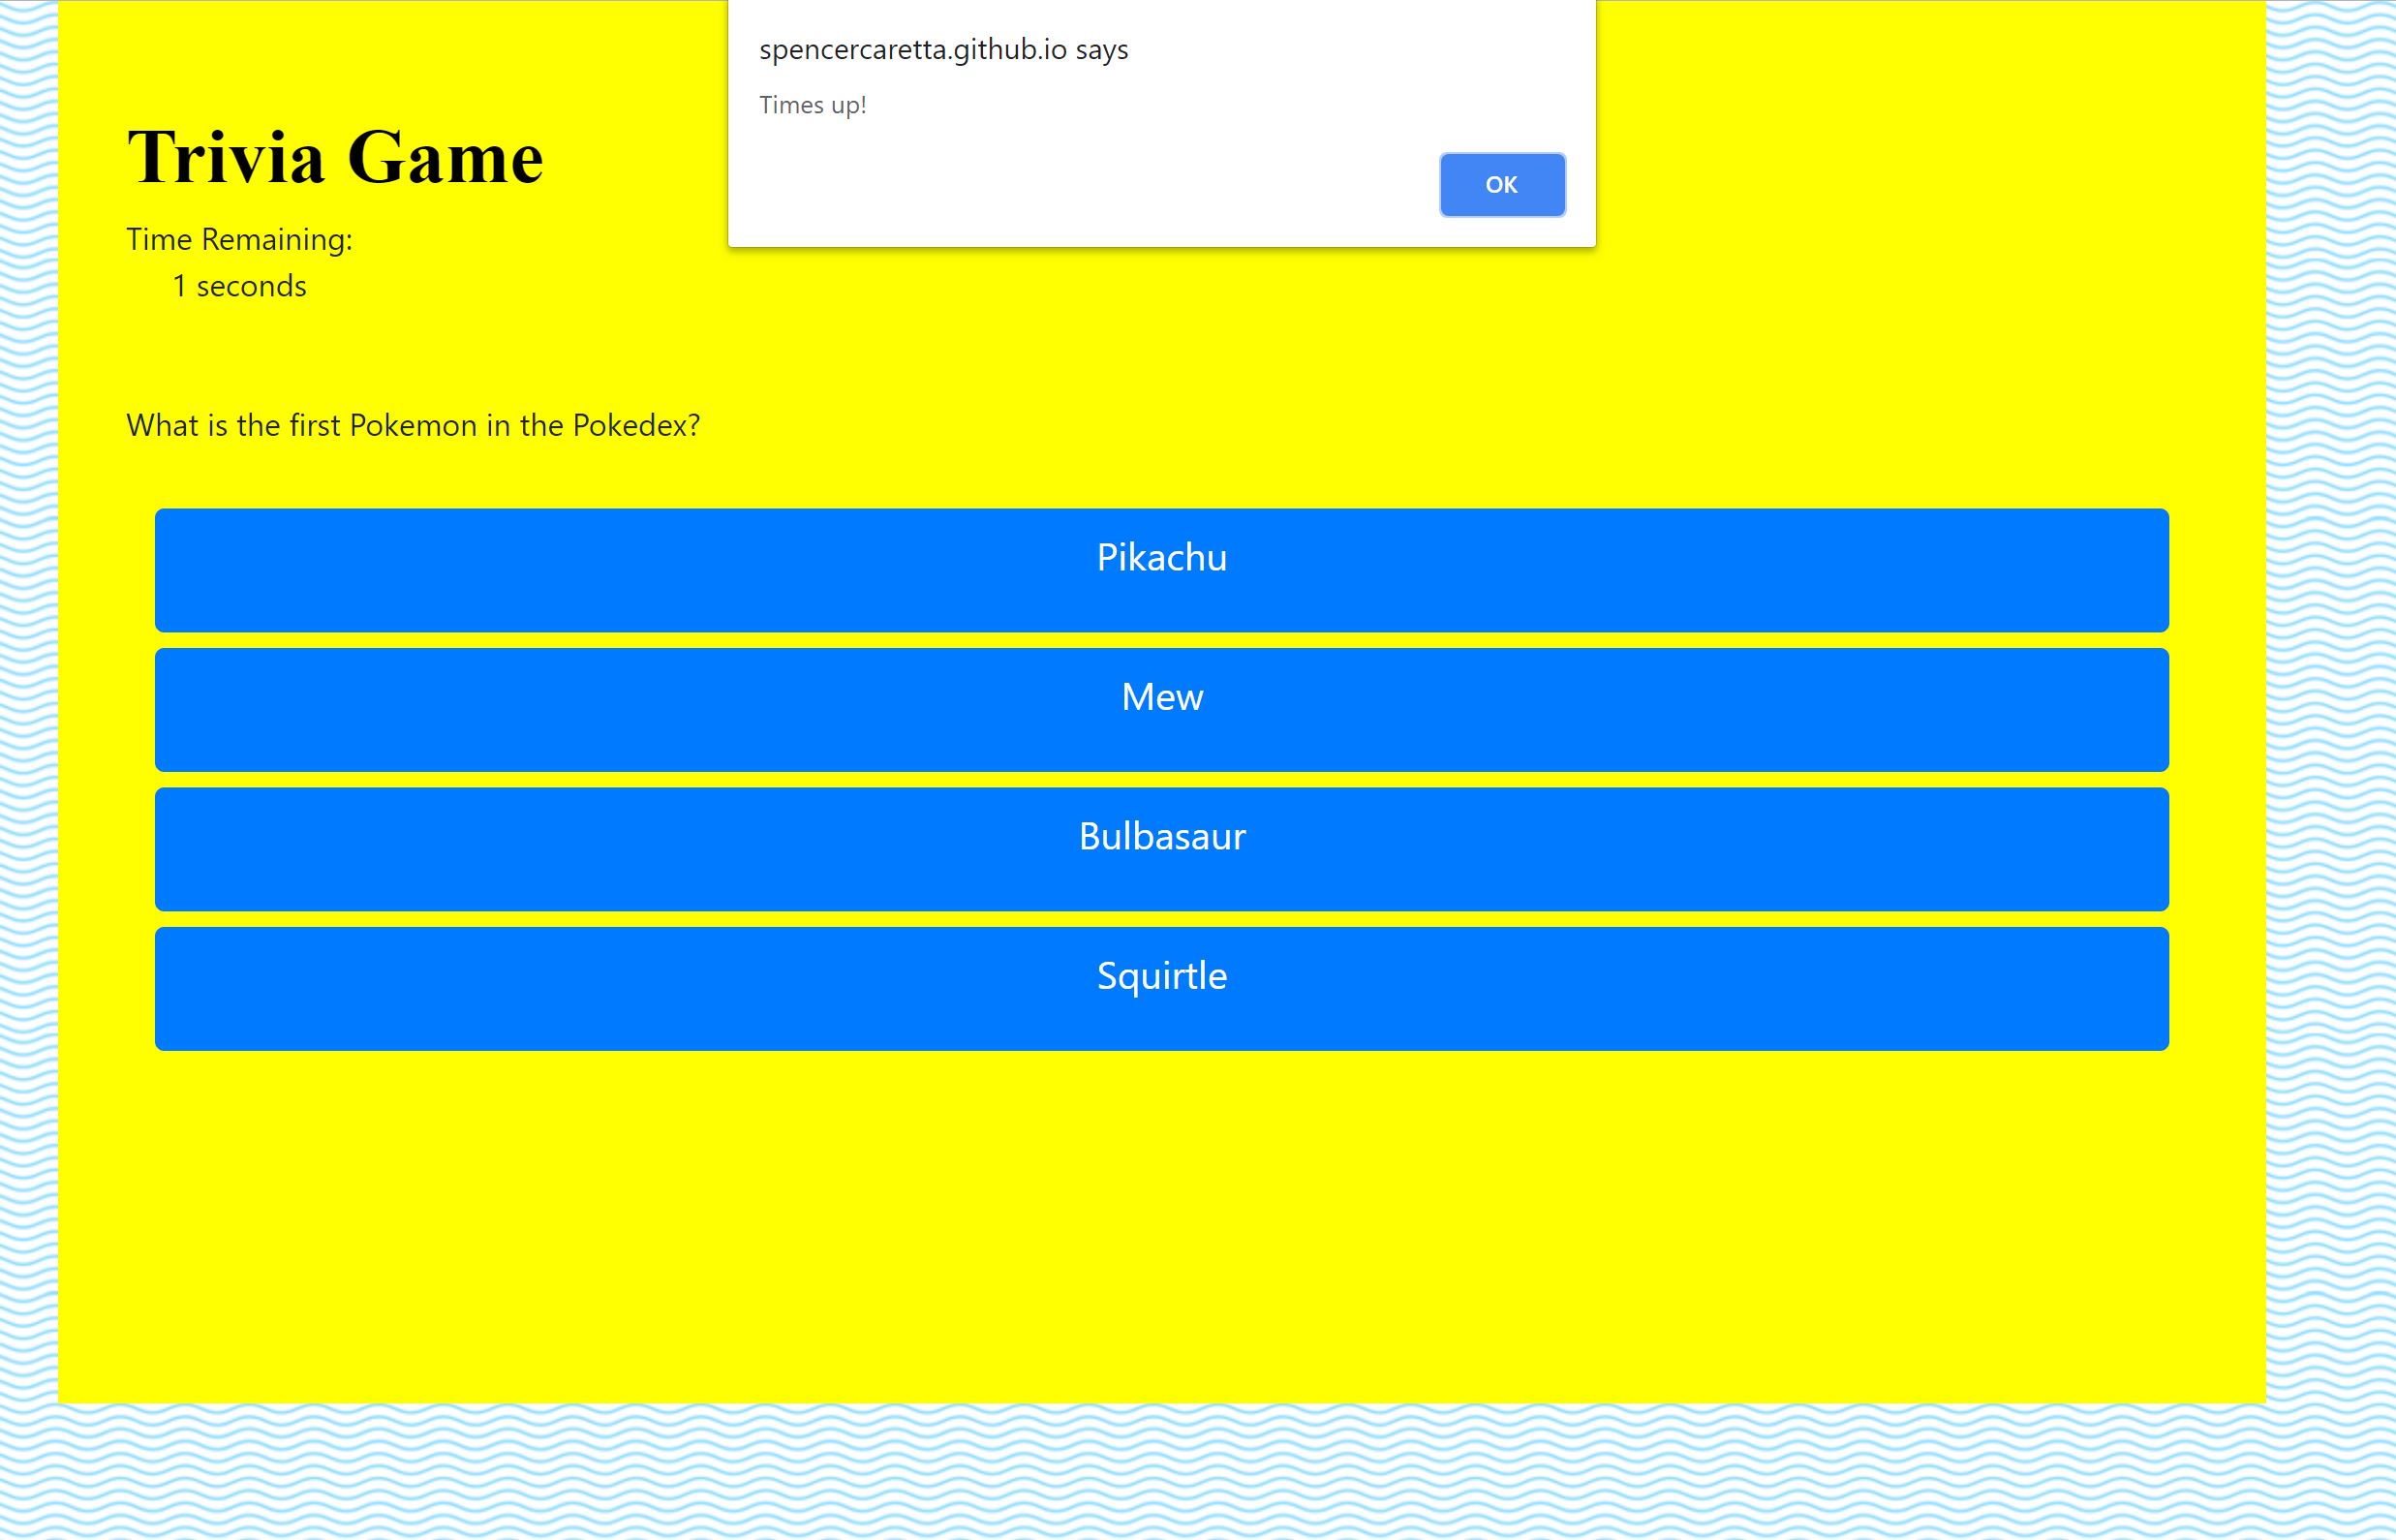 spencercaretta.github.io says
Times up!
OK
Trivia Game
Time Remaining:
1 seconds
What is the first Pokemon in the Pokedex?
Pikachu
Mew
Bulbasaur
Squirtle